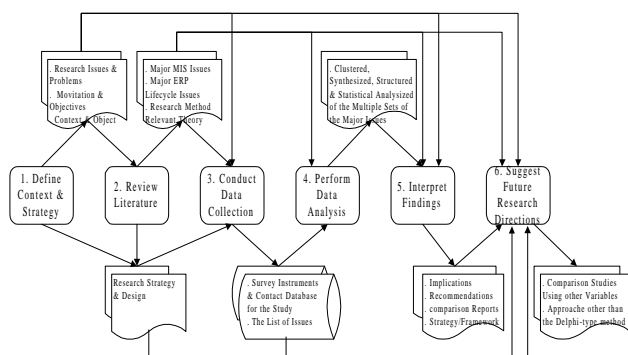 . Research Issues &
Problems
. Movitation &
Objectives
Context & Object
. Major MIS Issues
. Major ERP
Lifecycle Issues
. Research Method
Relevant Theory
. Clustered,
Synthesized, Structured
& Statistical Analysized
of the Multiple Sets of
the Major Issues
1. Define
Context &
Strategy
2. Review
Literature
3. Conduct
Data
Collection
4. Perform
Data
Analysis
5. Interpret
Findings
6. Suggest
Future
Research
Directions
Research Strategy
& Design
. Survey Instruments
& Contact Database
for the Study
. The List of Issues
. Implications
. Recommendations
. comparison Reports
. Strategy/Framework
. Comparison Studies
Using other Variables
. Approache other than
the Delphi-type method